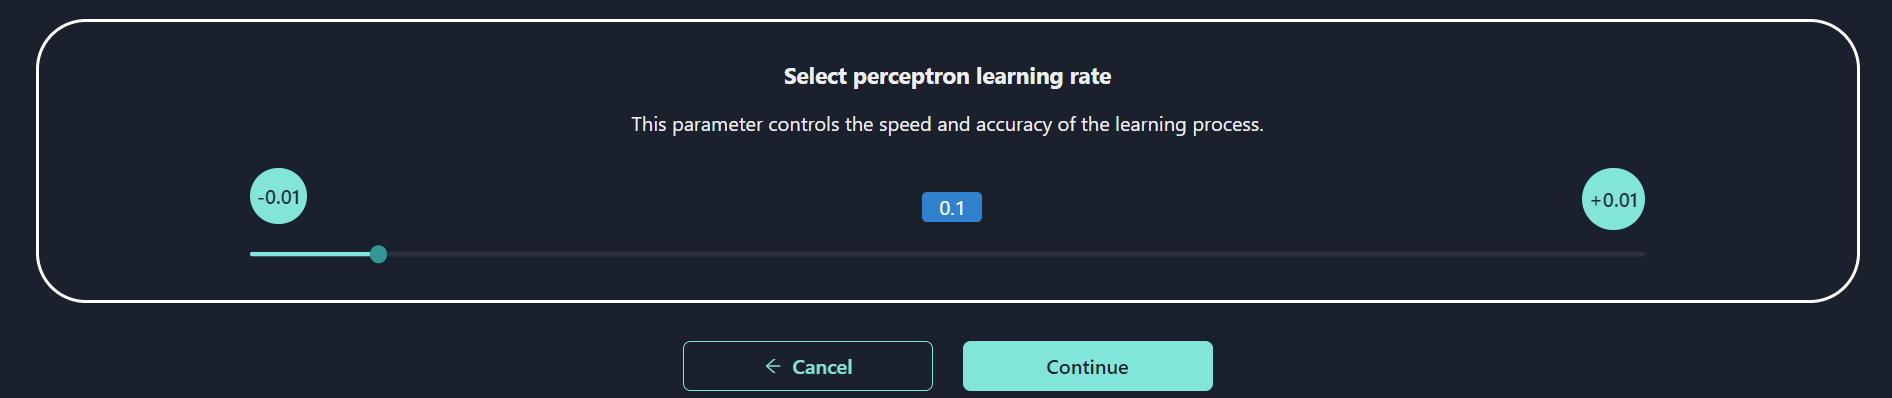 Select perceptron learning rate
This parameter controls the speed and accuracy of the learning process.
-0.01
0.1
+0.01
← Cancel
Continue